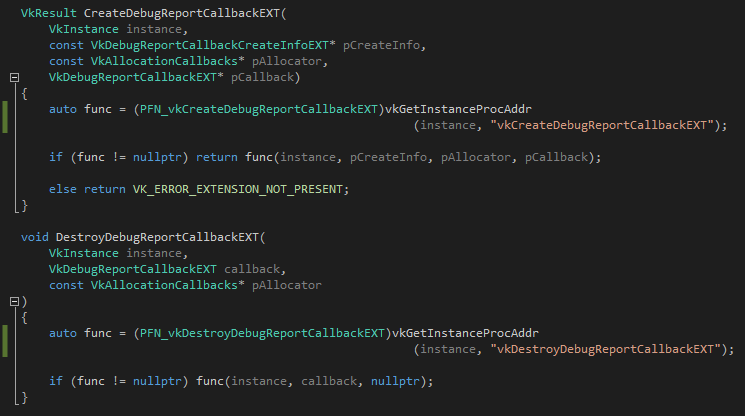 VkResult CreateDebugReportCallbackEXT(
    VkInstance instance,
    const VkDebugReportCallbackCreateInfoEXT* pCreateInfo,
    const VkAllocationCallbacks* pAllocator,
    VkDebugReportCallbackEXT* pCallback)
{
    auto func = (PFN_vkCreateDebugReportCallbackEXT)vkGetInstanceProcAddr
                                                    (instance, "vkCreateDebugReportCallbackEXT");
    if (func != nullptr) return func(instance, pCreateInfo, pAllocator, pCallback);
    else return VK_ERROR_EXTENSION_NOT_PRESENT;
}
void DestroyDebugReportCallbackEXT(
    VkInstance instance,
    VkDebugReportCallbackEXT callback,
    const VkAllocationCallbacks* pAllocator
)
{
    auto func = (PFN_vkDestroyDebugReportCallbackEXT)vkGetInstanceProcAddr
                                                    (instance, "vkDestroyDebugReportCallbackEXT");
    if (func != nullptr) func(instance, callback, nullptr);
}